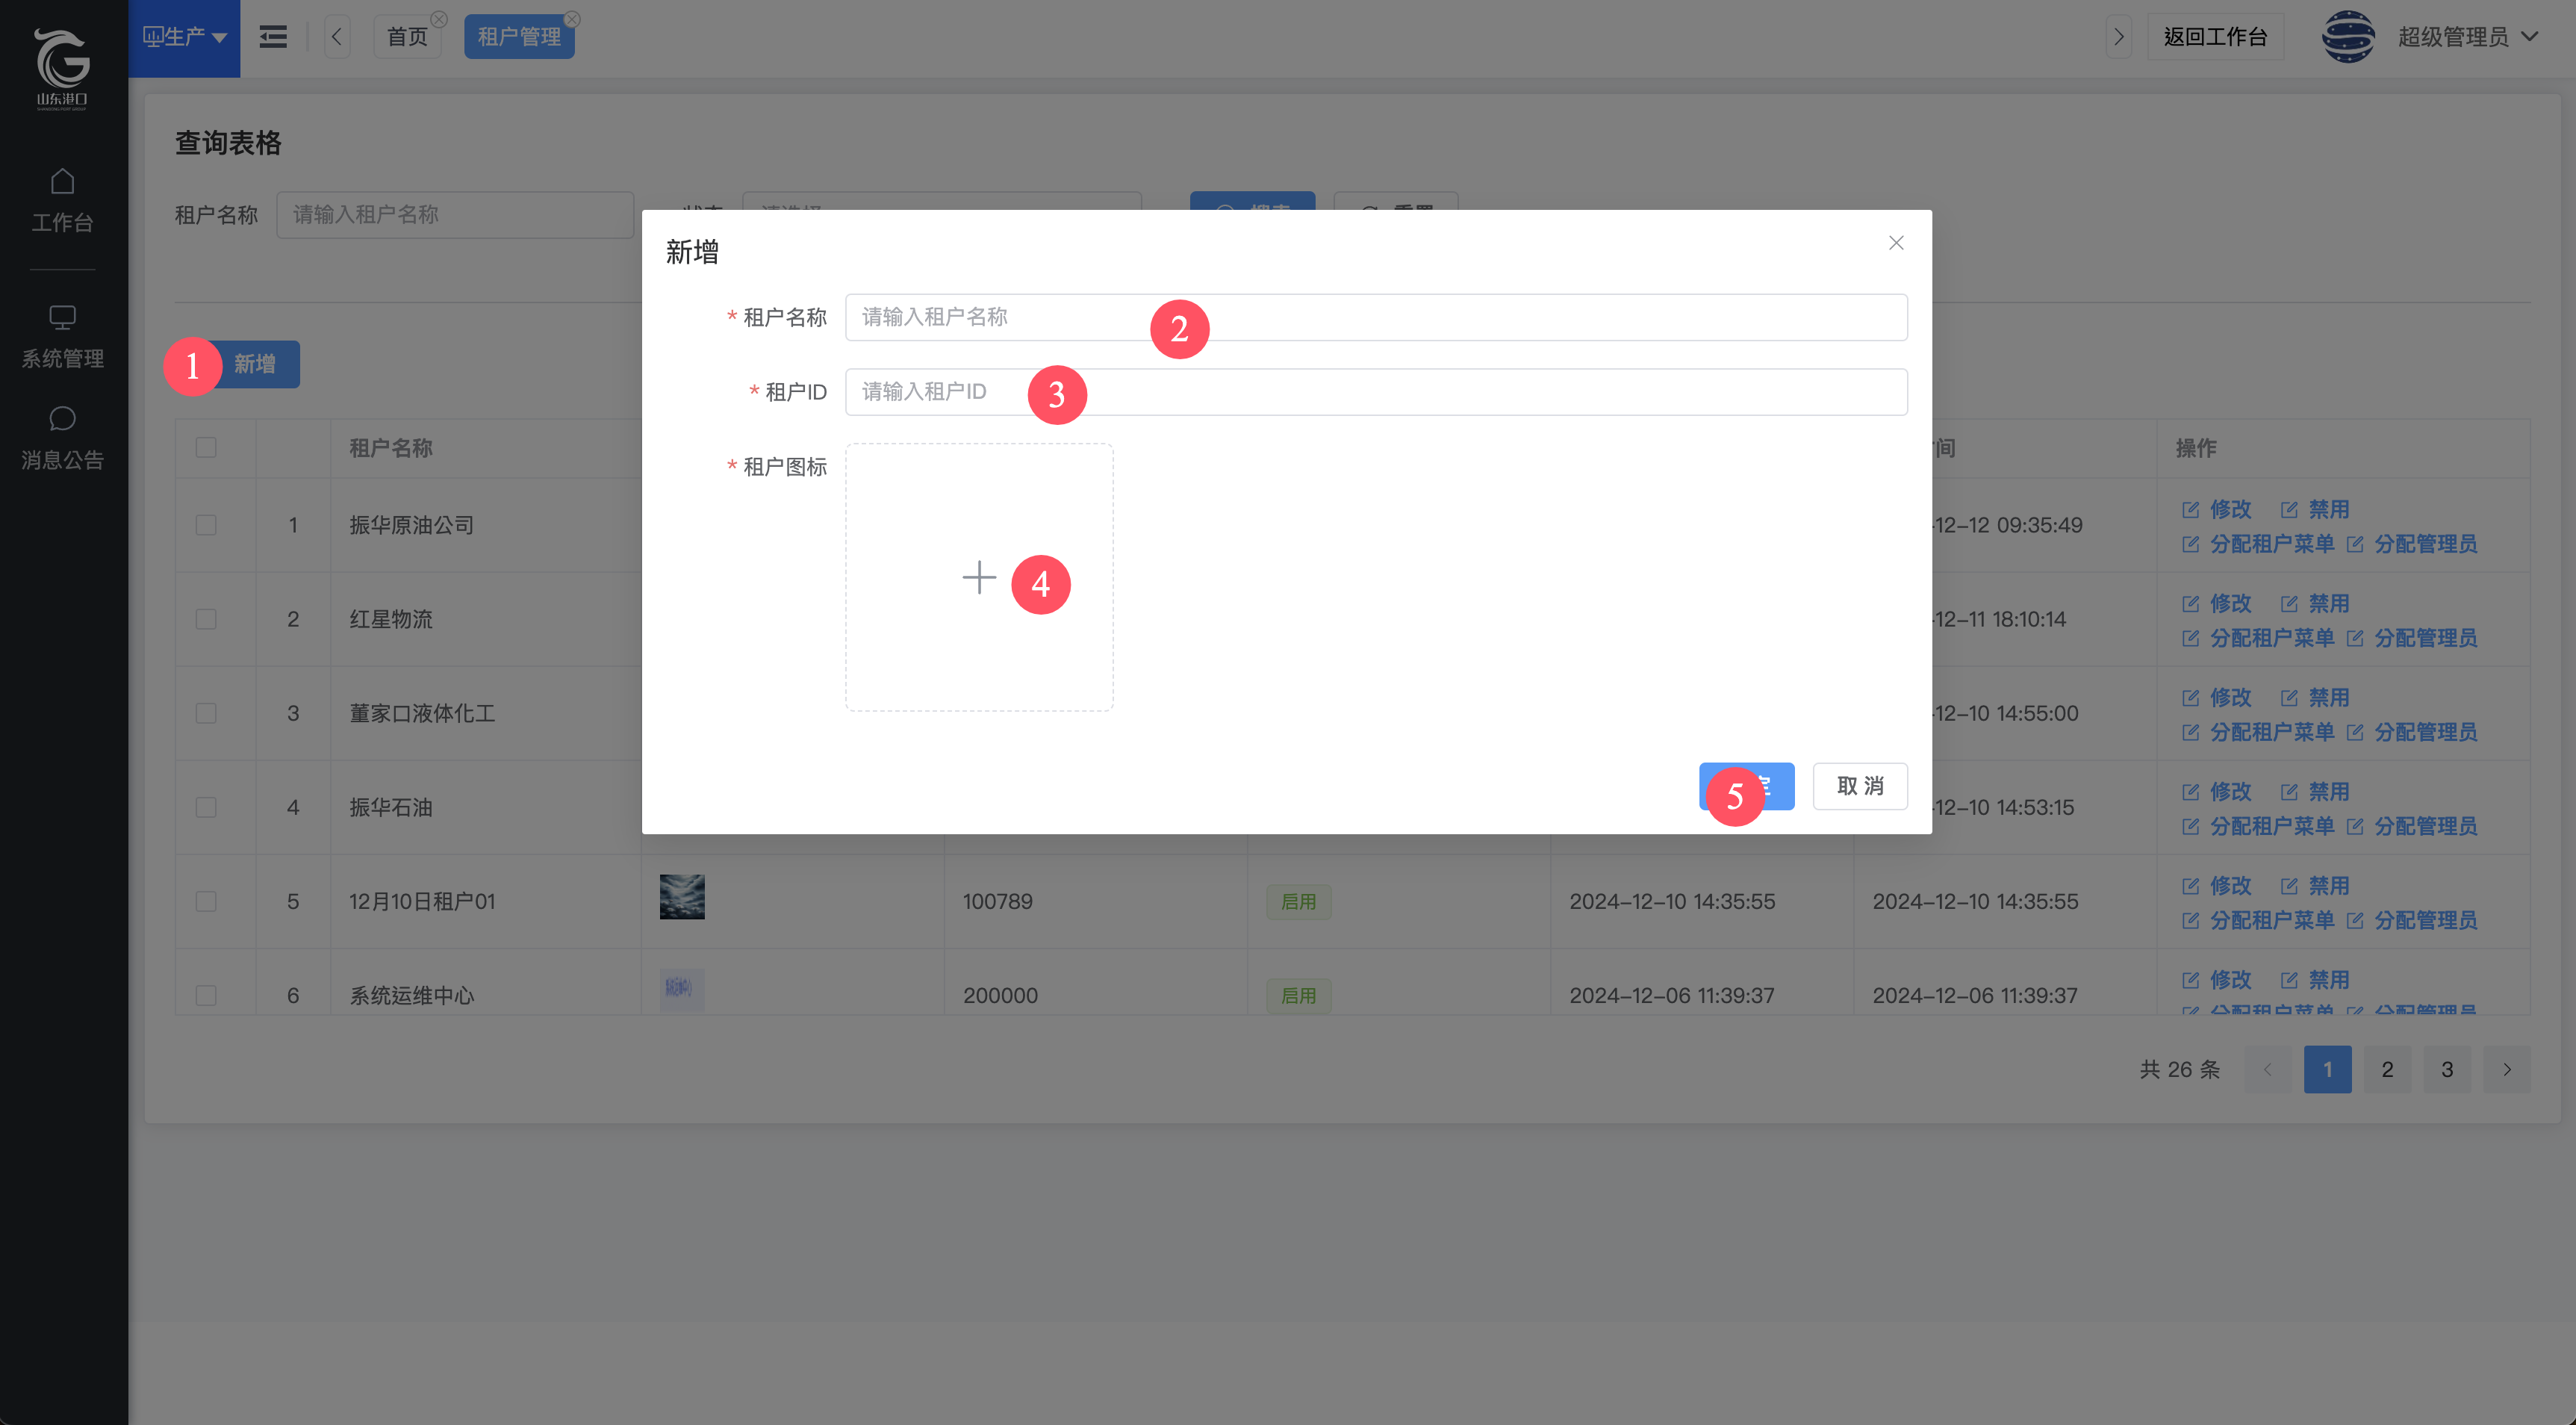 生产
首页
租户管理
返回工作台
超级管理员
山东港口
工作台
系统管理
消息公告
查询表格
租户名称 请输入租户名称
1 新增
新增
* 租户名称 请输入租户名称 2
* 租户ID 请输入租户ID 3
* 租户图标 4
5 取 消
租户名称 间 操作
1 振华原油公司 -12-12 09:35:49 修改 禁用
分配租户菜单 分配管理员
2 红星物流 -12-11 18:10:14 修改 禁用
分配租户菜单 分配管理员
3 董家口液体化工 -12-10 14:55:00 修改 禁用
分配租户菜单 分配管理员
4 振华石油 -12-10 14:53:15 修改 禁用
分配租户菜单 分配管理员
5 12月10日租户01 100789 启用 2024-12-10 14:35:55 2024-12-10 14:35:55 修改 禁用
分配租户菜单 分配管理员
6 系统运维中心 200000 启用 2024-12-06 11:39:37 2024-12-06 11:39:37 修改 禁用
分配租户菜单 分配管理员
共 26 条 1 2 3